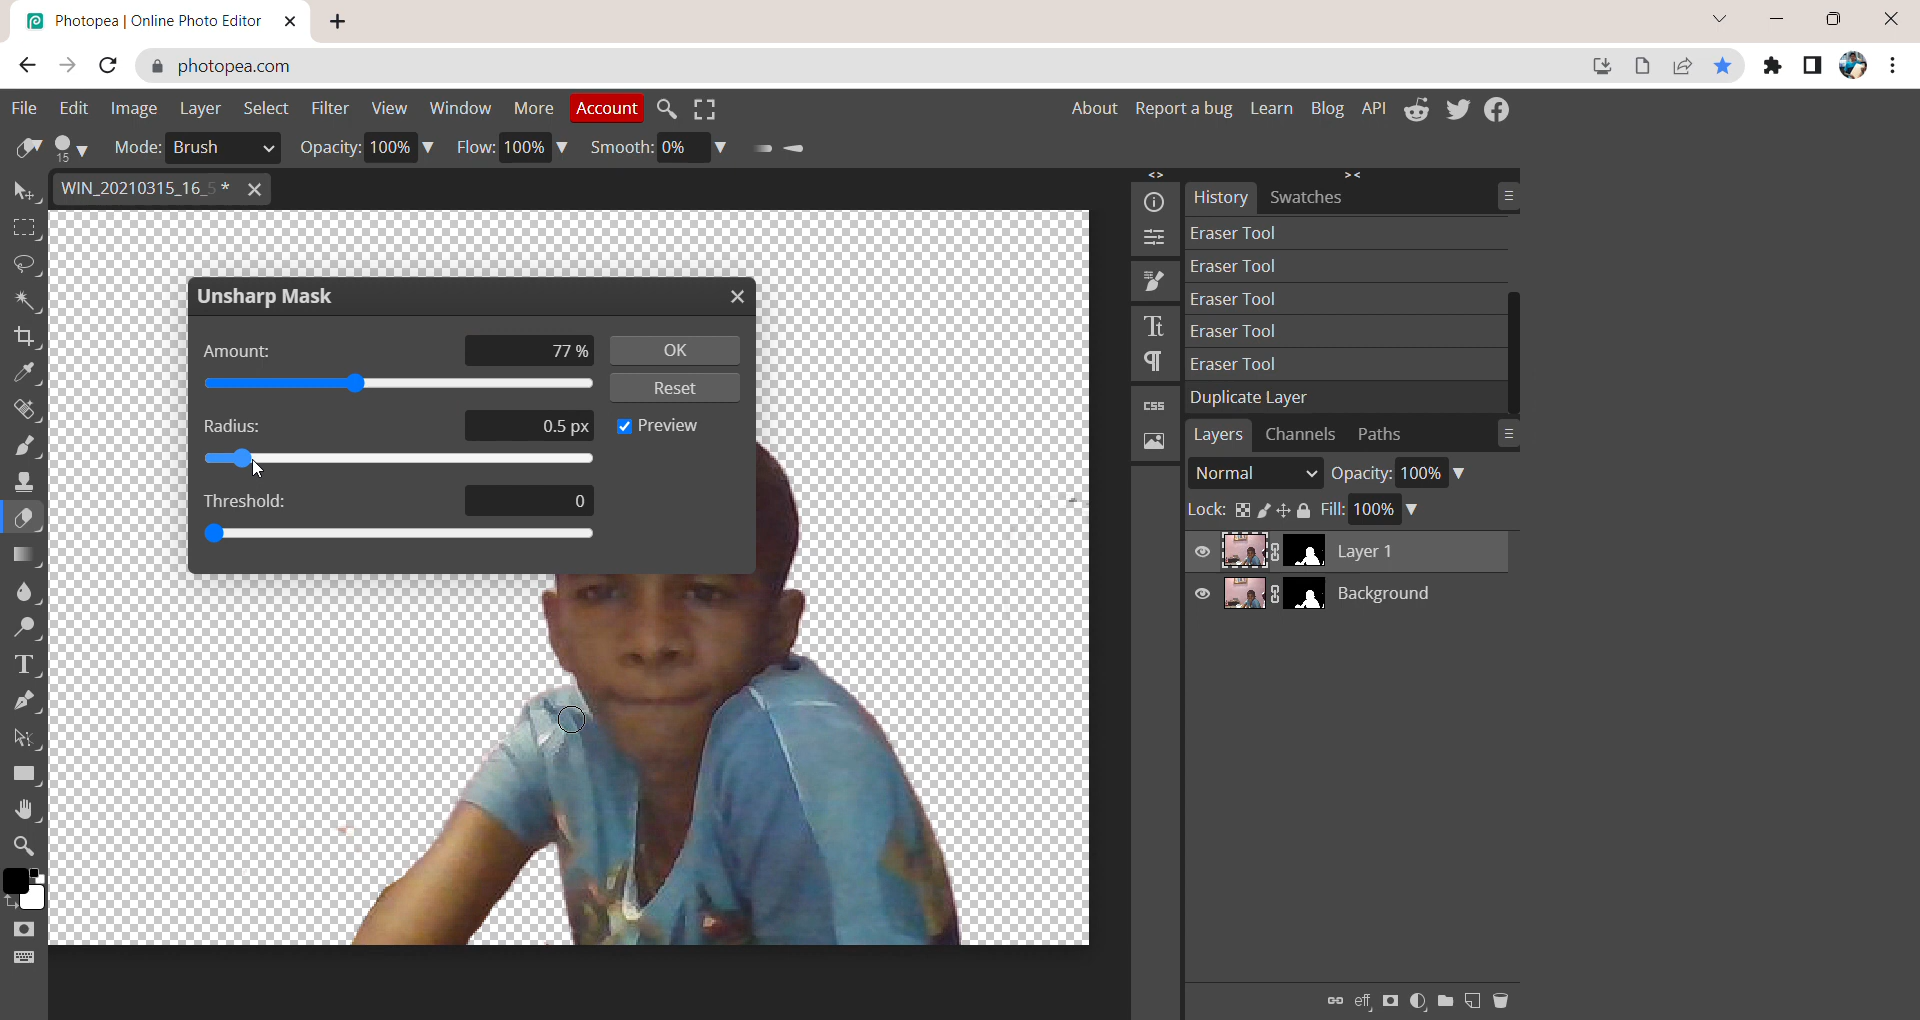 Photopea | Online Photo Editor
photopea.com
File Edit Image Layer Select Filter View Window More Account About Report a bug Learn Blog API
15 Mode: Brush Opacity: 100% Flow: 100% Smooth: 0%
WIN_20210315_16_5 *
<> ><
History Swatches
Eraser Tool
Eraser Tool
Eraser Tool
Eraser Tool
Eraser Tool
Duplicate Layer
Unsharp Mask
Amount: 77 % OK
Reset
Radius: 0.5 px Preview
Threshold: 0
CSS
Layers Channels Paths
Normal Opacity: 100%
Lock: Fill: 100%
Layer 1
Background
eff